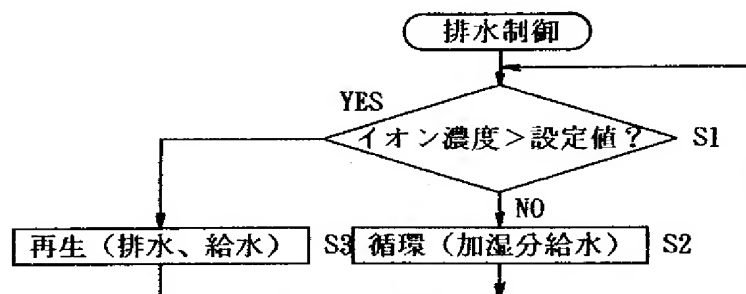 排水制御
YES
イオン濃度＞設定値？ S1
NO
再生（排水、給水） S3 循環（加湿分給水） S2